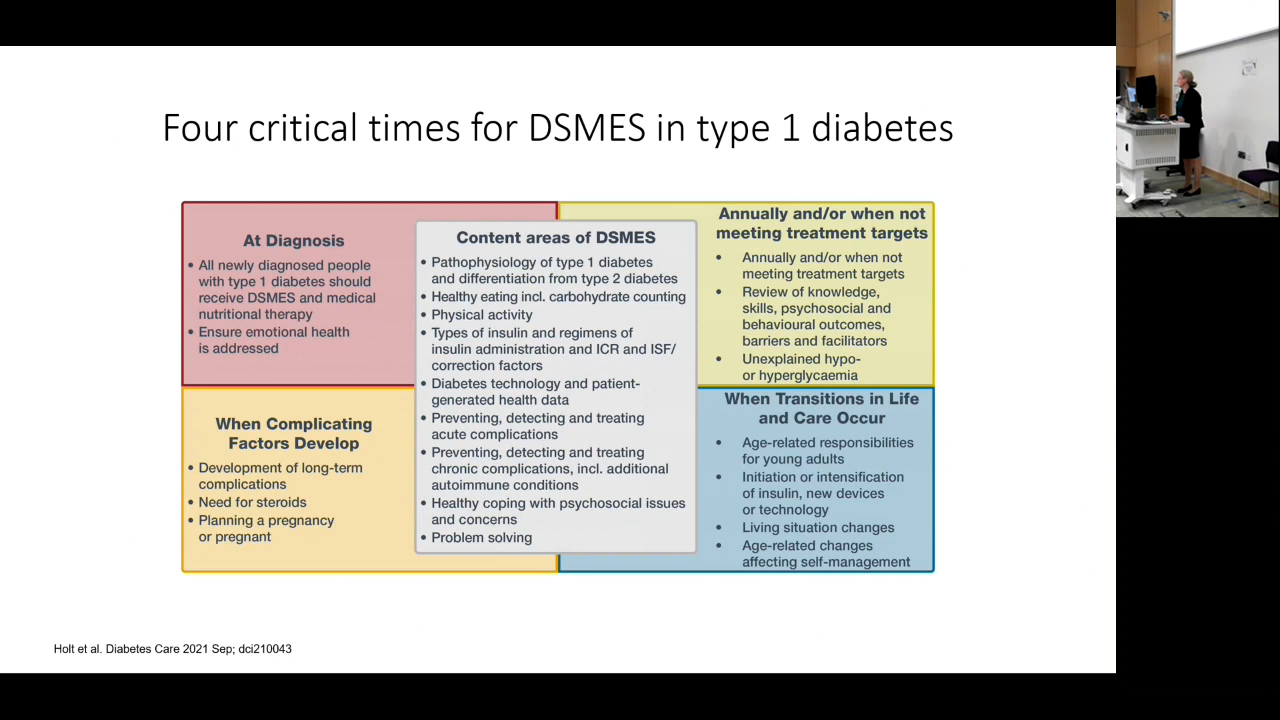 Four critical times for DSMES in type 1 diabetes
At Diagnosis
• All newly diagnosed people
with type 1 diabetes should
receive DSMES and medical
nutritional therapy
• Ensure emotional health
is addressed
Content areas of DSMES
• Pathophysiology of type 1 diabetes
and differentiation from type 2 diabetes
• Healthy eating incl. carbohydrate counting
• Physical activity
• Types of insulin and regimens of
insulin administration and ICR and ISF/
correction factors
• Diabetes technology and patient-
generated health data
• Preventing, detecting and treating
acute complications
• Preventing, detecting and treating
chronic complications, incl. additional
autoimmune conditions
• Healthy coping with psychosocial issues
and concerns
• Problem solving
Annually and/or when not
meeting treatment targets
• Annually and/or when not
meeting treatment targets
• Review of knowledge,
skills, psychosocial and
behavioural outcomes,
barriers and facilitators
• Unexplained hypo-
or hyperglycaemia
When Complicating
Factors Develop
• Development of long-term
complications
• Need for steroids
• Planning a pregnancy
or pregnant
When Transitions in Life
and Care Occur
• Age-related responsibilities
for young adults
• Initiation or intensification
of insulin, new devices
or technology
• Living situation changes
• Age-related changes
affecting self-management
Holt et al. Diabetes Care 2021 Sep; dci210043